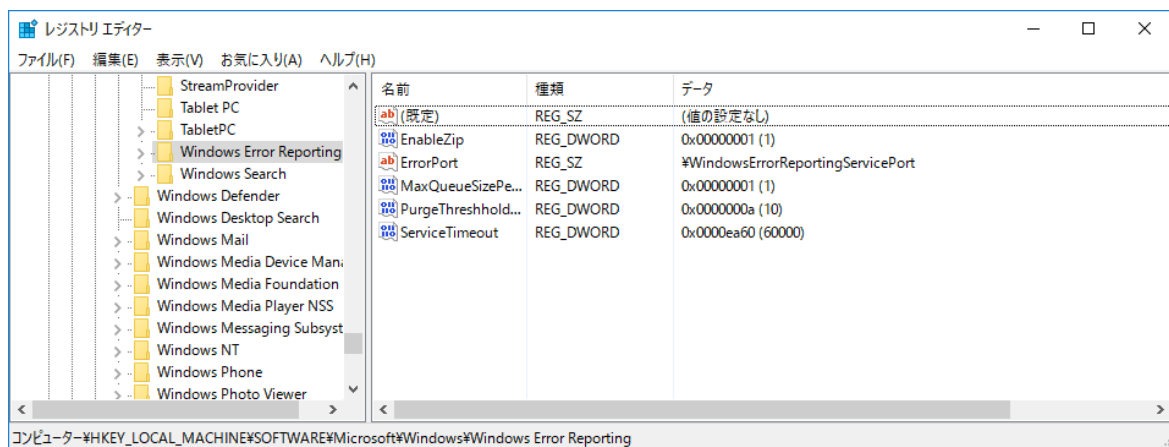 レジストリ エディター
ファイル(F) 編集(E) 表示(V) お気に入り(A) ヘルプ(H)
StreamProvider
Tablet PC
TabletPC
Windows Error Reporting
Windows Search
Windows Defender
Windows Desktop Search
Windows Mail
Windows Media Device Mana
Windows Media Foundation
Windows Media Player NSS
Windows Messaging Subsyst
Windows NT
Windows Phone
Windows Photo Viewer
名前 種類 データ
(既定) REG_SZ (値の設定なし)
EnableZip REG_DWORD 0x00000001 (1)
ErrorPort REG_SZ ¥WindowsErrorReportingServicePort
MaxQueueSizePe... REG_DWORD 0x00000001 (1)
PurgeThreshhold... REG_DWORD 0x0000000a (10)
ServiceTimeout REG_DWORD 0x0000ea60 (60000)
コンピューター¥HKEY_LOCAL_MACHINE¥SOFTWARE¥Microsoft¥Windows¥Windows Error Reporting